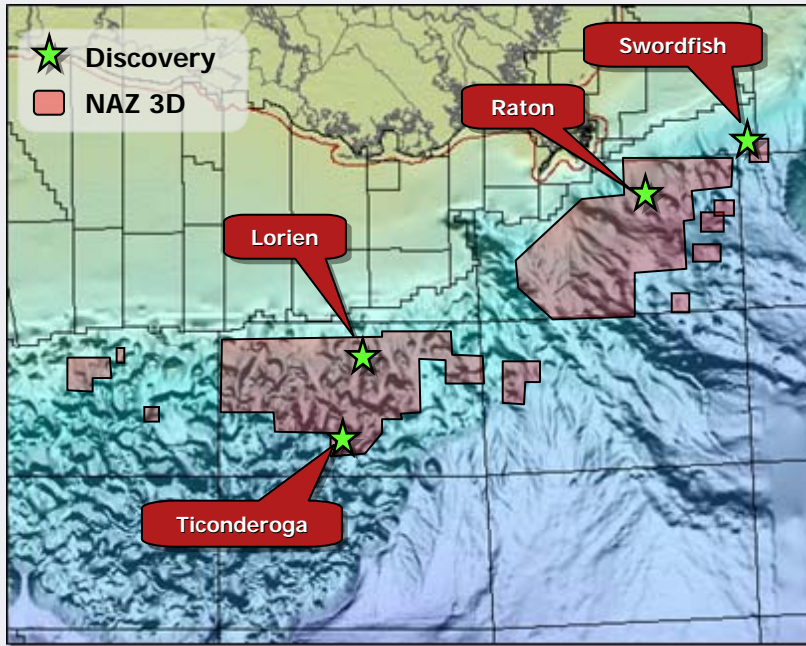 Discovery
NAZ 3D
Swordfish
Raton
Lorien
Ticonderoga